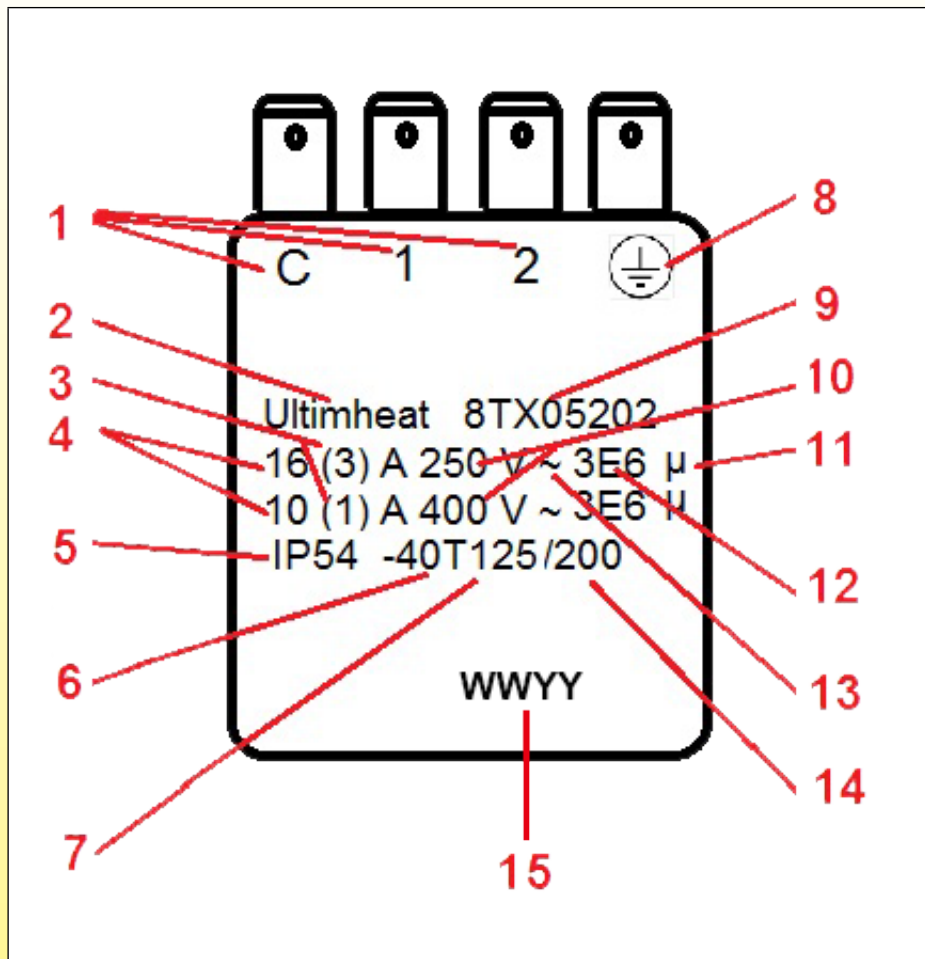 1 C 1 2 8
2 9
3 Ultimheat 8TX05202 10
4 16 (3) A 250 V ~ 3E6 µ 11
10 (1) A 400 V ~ 3E6 µ
5 IP54 -40T125/200 12
6 WWYY 13
14
7 15